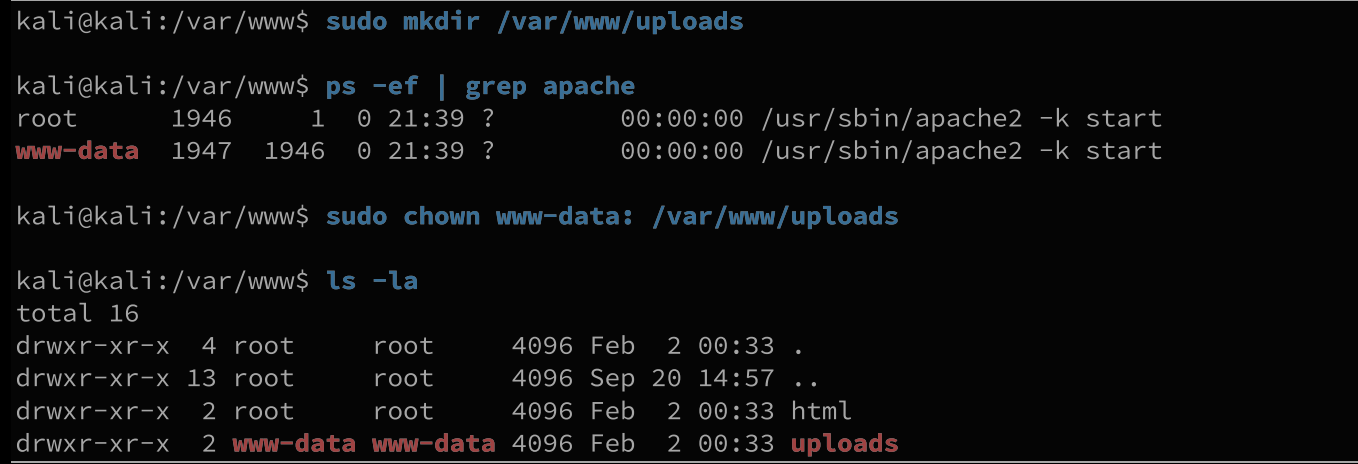 kali@kali:/var/www$ sudo mkdir /var/www/uploads
kali@kali:/var/www$ ps -ef | grep apache
root      1946     1  0 21:39 ?        00:00:00 /usr/sbin/apache2 -k start
www-data  1947  1946  0 21:39 ?        00:00:00 /usr/sbin/apache2 -k start
kali@kali:/var/www$ sudo chown www-data: /var/www/uploads
kali@kali:/var/www$ ls -la
total 16
drwxr-xr-x  4 root     root     4096 Feb  2 00:33 .
drwxr-xr-x 13 root     root     4096 Sep 20 14:57 ..
drwxr-xr-x  2 root     root     4096 Feb  2 00:33 html
drwxr-xr-x  2 www-data www-data 4096 Feb  2 00:33 uploads